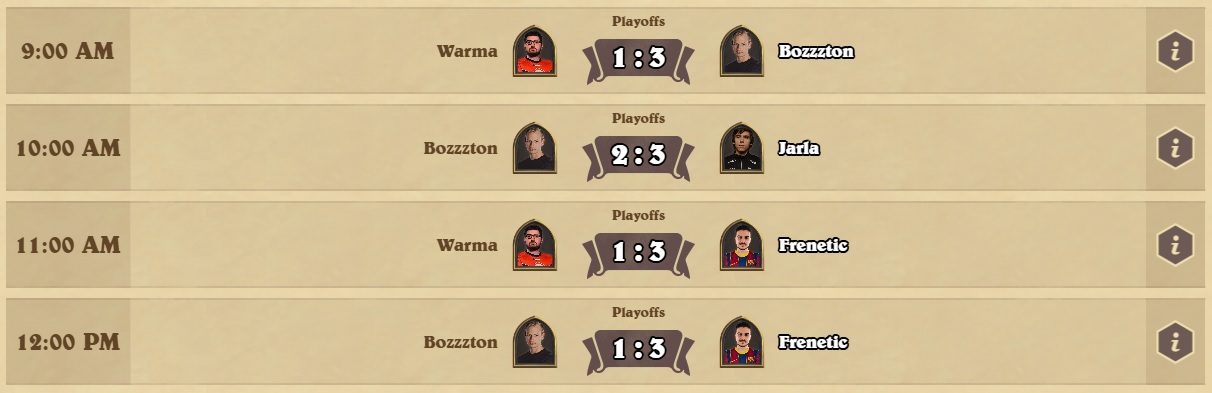 Playoffs
9:00 AM Warma 1 : 3 Bozzzton i
Playoffs
10:00 AM Bozzzton 2 : 3 Jarla i
Playoffs
11:00 AM Warma 1 : 3 Frenetic i
Playoffs
12:00 PM Bozzzton 1 : 3 Frenetic i